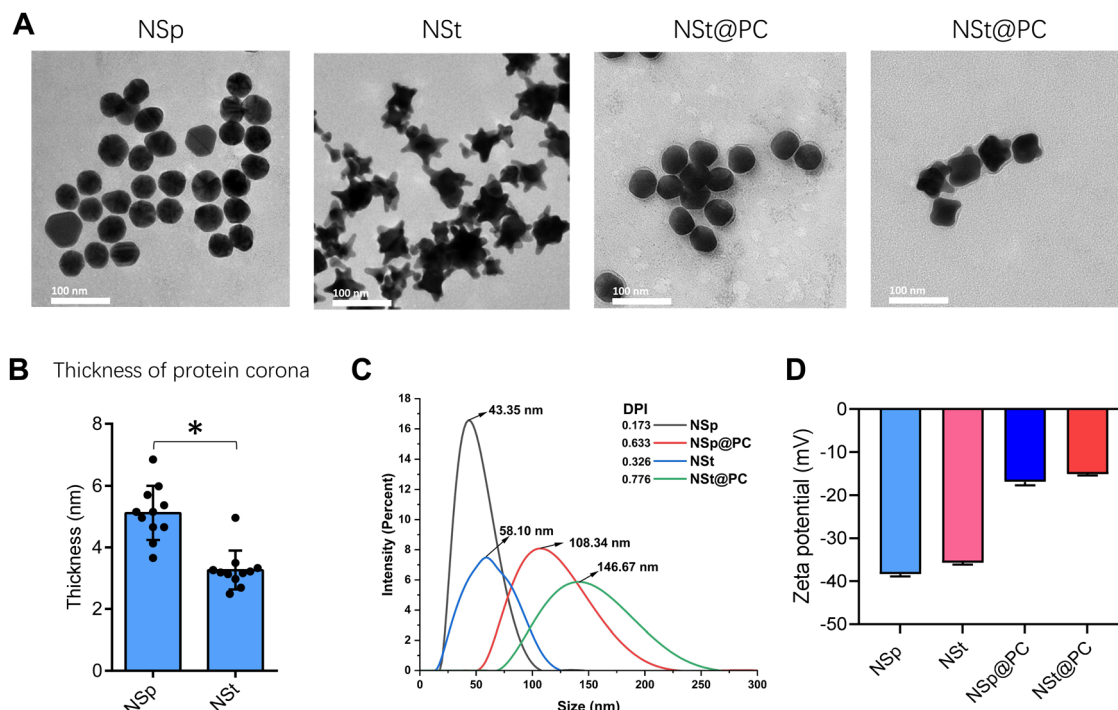 A
NSp
NSt
NSt@PC
NSt@PC
100 nm
100 nm
100 nm
100 nm
B
Thickness of protein corona
Thickness (nm)
8
6
4
2
0
*
NSp
NSt
C
Intensity (Percent)
18
16
14
12
10
8
6
4
2
0
0
50
100
150
200
250
300
Size (nm)
43.35 nm
58.10 nm
108.34 nm
146.67 nm
DPI
0.173 NSp
0.633 NSp@PC
0.326 NSt
0.776 NSt@PC
D
Zeta potential (mV)
0
-10
-20
-30
-40
-50
NSp
NSt
NSp@PC
NSt@PC